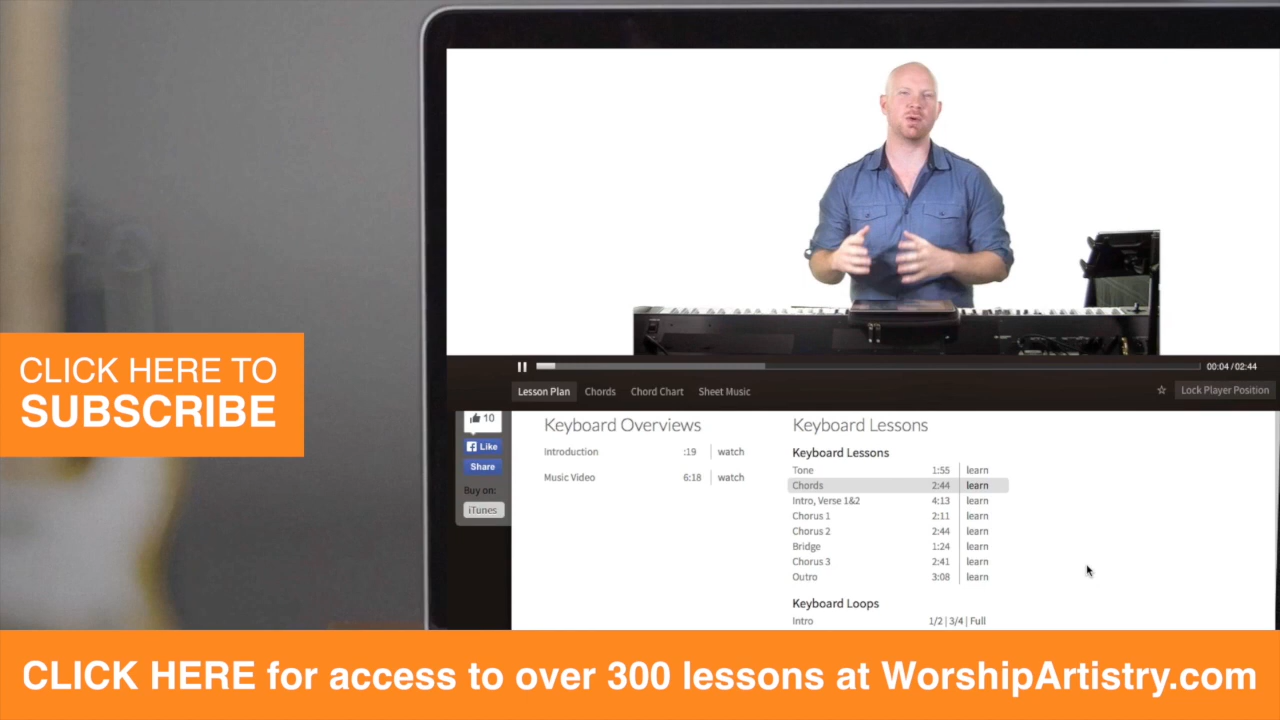 CLICK HERE TO
SUBSCRIBE
00:04 / 02:44
Lesson Plan Chords Chord Chart Sheet Music
Lock Player Position
10
Like
Share
Buy on:
iTunes
Keyboard Overviews
Introduction :19 watch
Music Video 6:18 watch
Keyboard Lessons
Keyboard Lessons
Tone 1:55 learn
Chords 2:44 learn
Intro, Verse 1&2 4:13 learn
Chorus 1 2:11 learn
Chorus 2 2:44 learn
Bridge 1:24 learn
Chorus 3 2:41 learn
Outro 3:08 learn
Keyboard Loops
Intro 1/2 | 3/4 | Full
CLICK HERE for access to over 300 lessons at WorshipArtistry.com